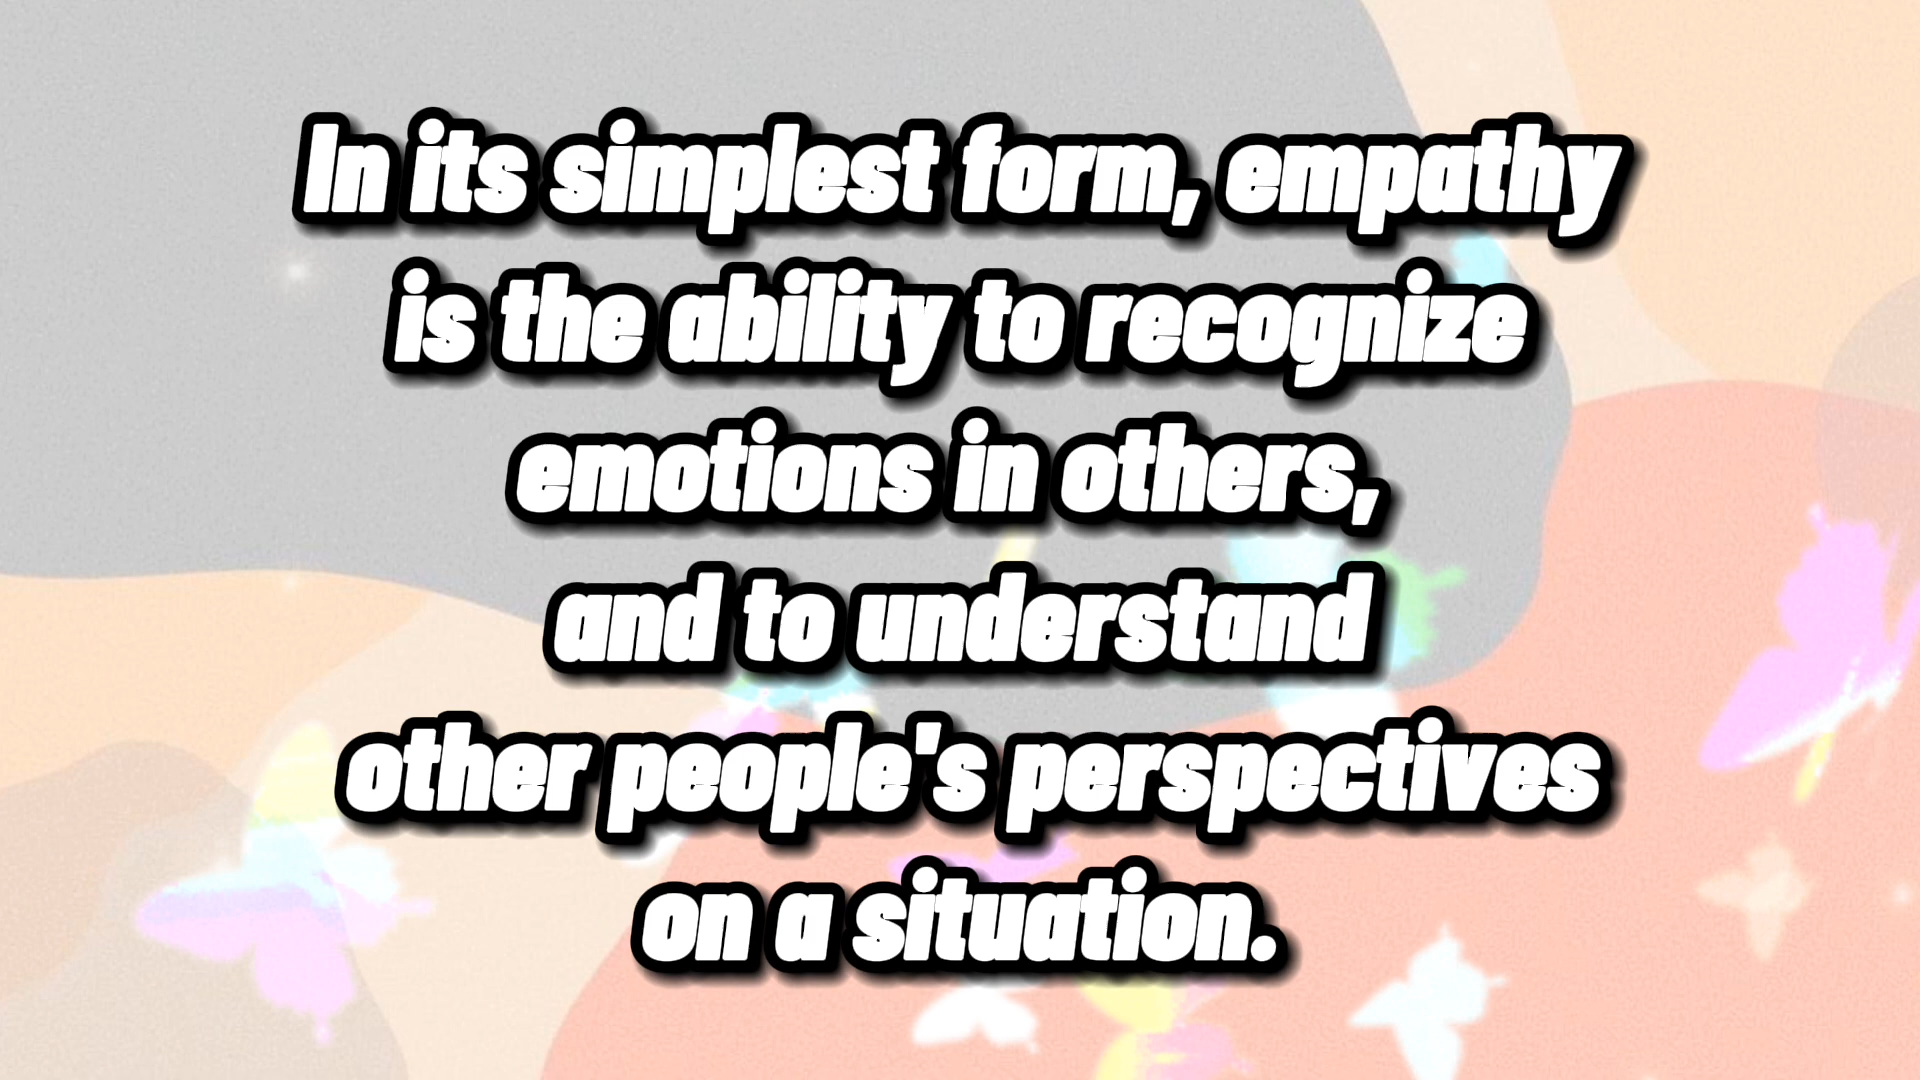 In its simplest form, empathy
is the ability to recognize
emotions in others,
and to understand
other people's perspectives
on a situation.